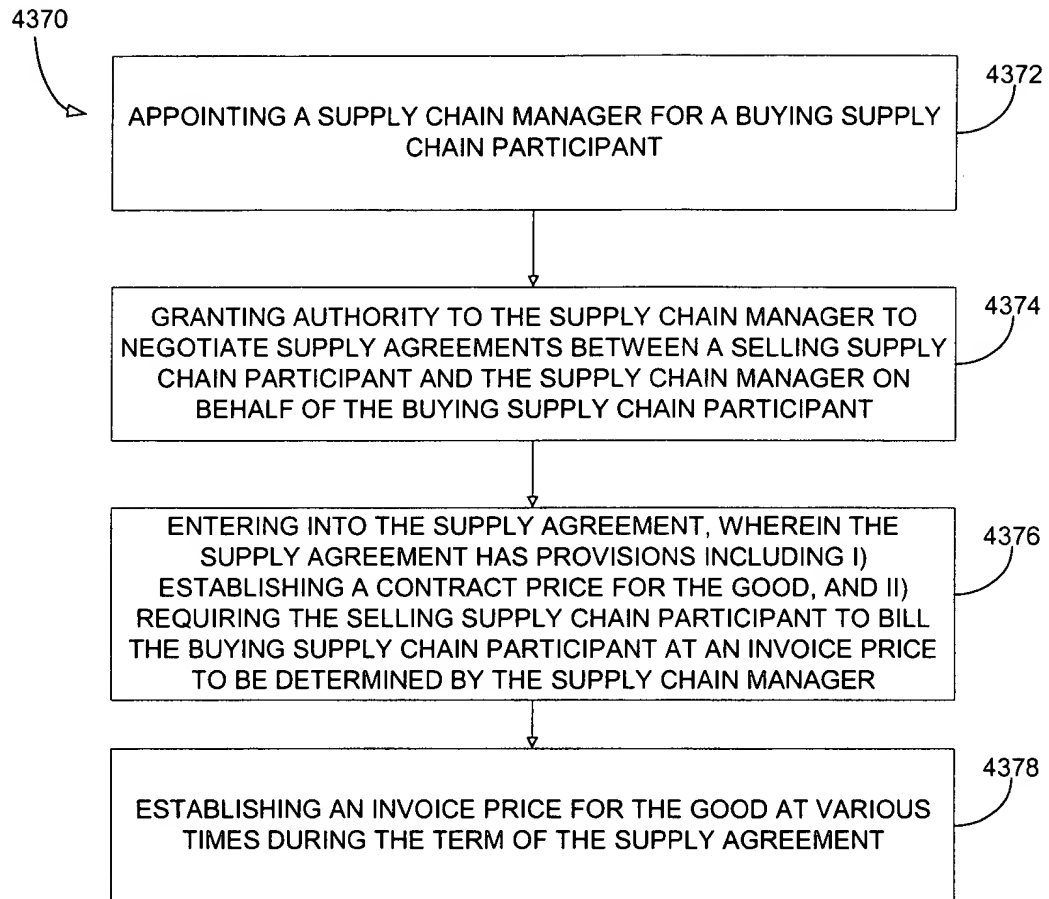 4370
4372
APPOINTING A SUPPLY CHAIN MANAGER FOR A BUYING SUPPLY
CHAIN PARTICIPANT
4374
GRANTING AUTHORITY TO THE SUPPLY CHAIN MANAGER TO
NEGOTIATE SUPPLY AGREEMENTS BETWEEN A SELLING SUPPLY
CHAIN PARTICIPANT AND THE SUPPLY CHAIN MANAGER ON
BEHALF OF THE BUYING SUPPLY CHAIN PARTICIPANT
4376
ENTERING INTO THE SUPPLY AGREEMENT, WHEREIN THE
SUPPLY AGREEMENT HAS PROVISIONS INCLUDING I)
ESTABLISHING A CONTRACT PRICE FOR THE GOOD, AND II)
REQUIRING THE SELLING SUPPLY CHAIN PARTICIPANT TO BILL
THE BUYING SUPPLY CHAIN PARTICIPANT AT AN INVOICE PRICE
TO BE DETERMINED BY THE SUPPLY CHAIN MANAGER
4378
ESTABLISHING AN INVOICE PRICE FOR THE GOOD AT VARIOUS
TIMES DURING THE TERM OF THE SUPPLY AGREEMENT